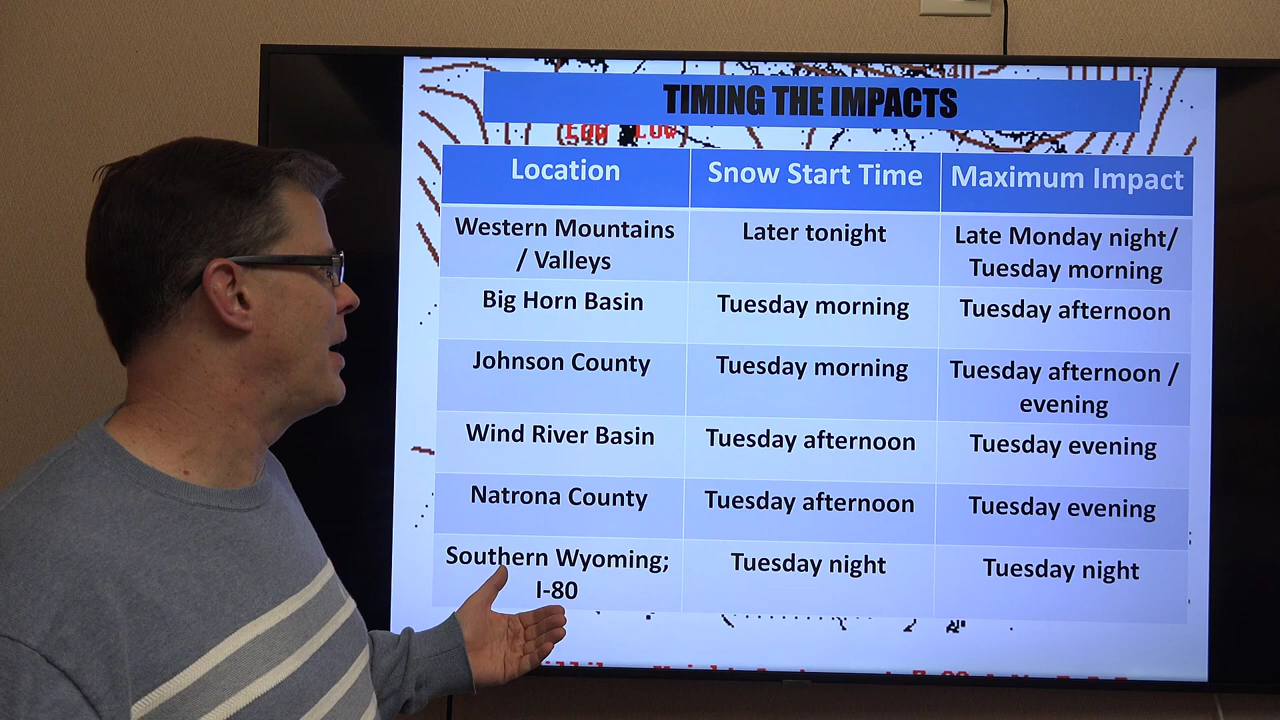 TIMING THE IMPACTS
LOW LOW
Location Snow Start Time Maximum Impact
Western Mountains Later tonight Late Monday night/
/ Valleys Tuesday morning
Big Horn Basin Tuesday morning Tuesday afternoon
Johnson County Tuesday morning Tuesday afternoon /
evening
Wind River Basin Tuesday afternoon Tuesday evening
Natrona County Tuesday afternoon Tuesday evening
Southern Wyoming; Tuesday night Tuesday night
I-80